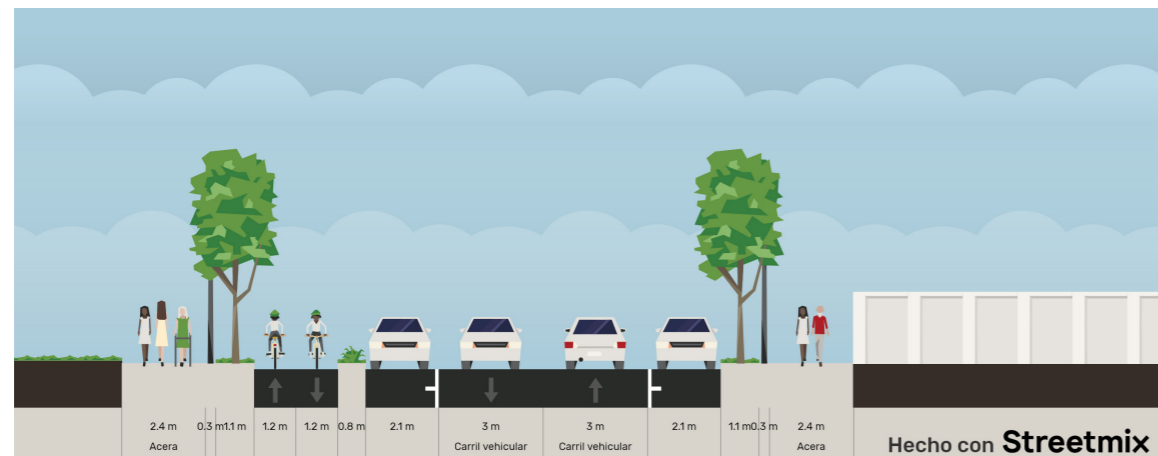 2.4 m 0.3 m 1.1 m 1.2 m 1.2 m 0.8 m 2.1 m 3 m 3 m 2.1 m 1.1 m 0.3 m 2.4 m
Acera Carril vehicular Carril vehicular Acera
Hecho con Streetmix